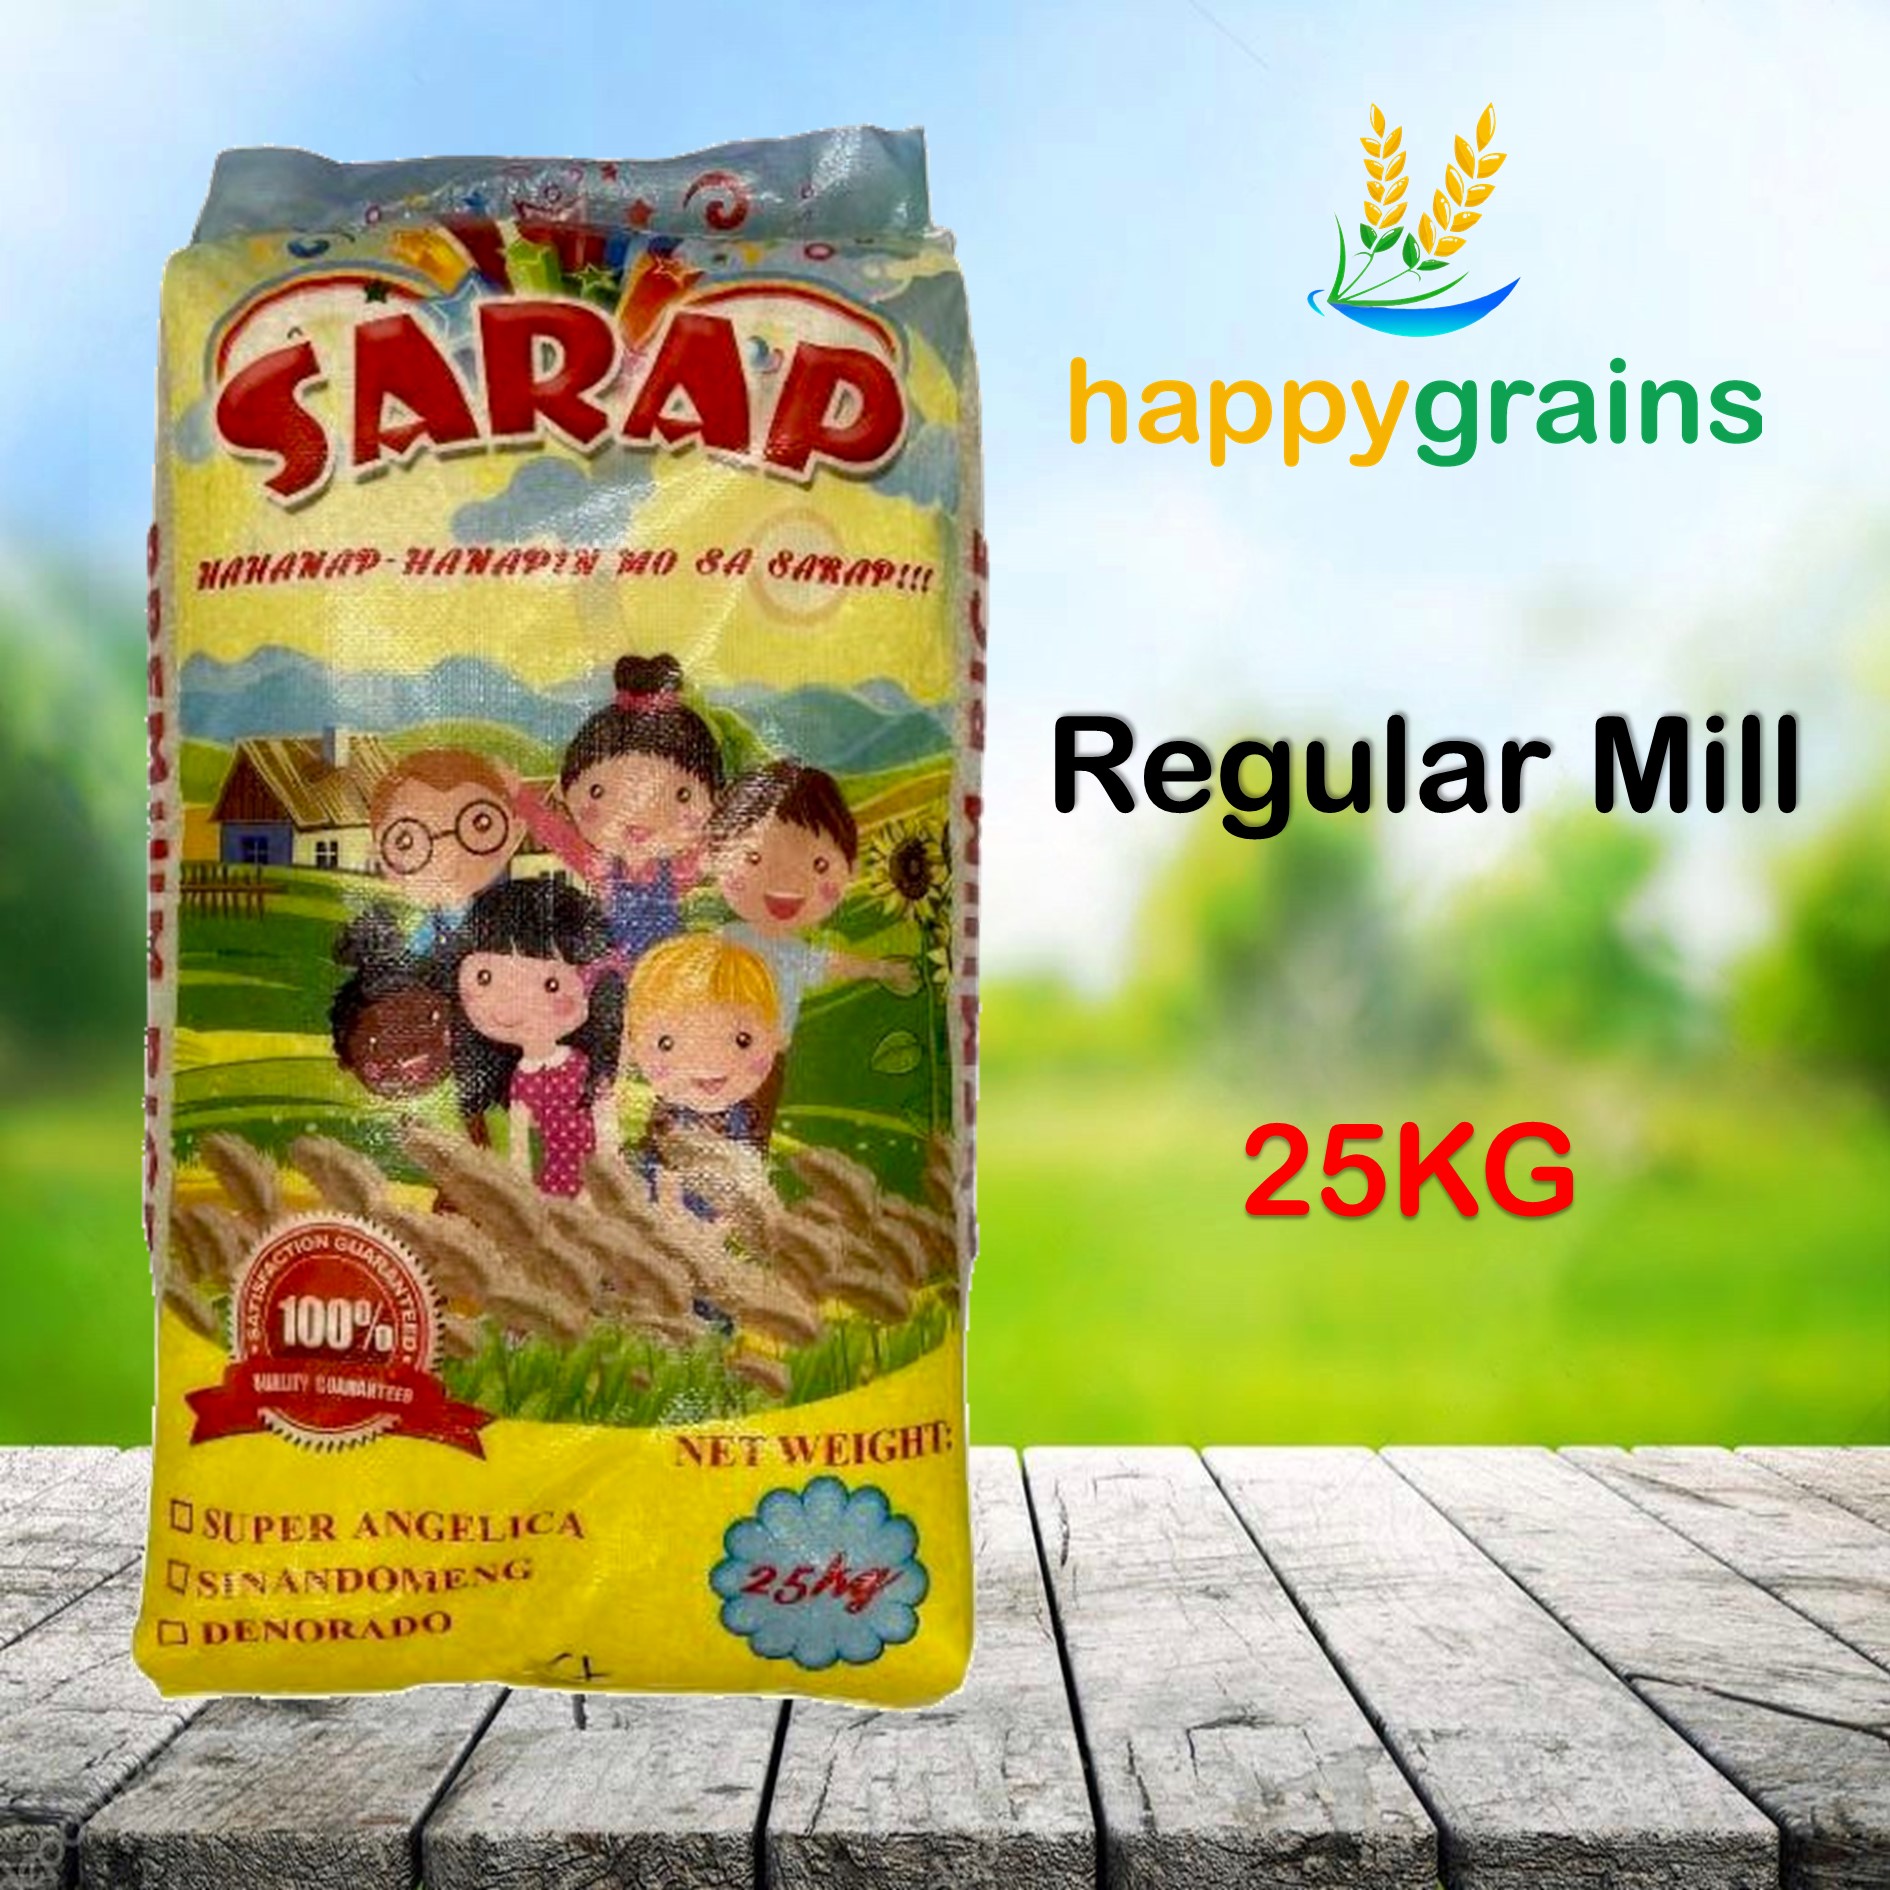 SARAP
HAHANAP-HANAPIN MO SA SARAP!!!
SATISFACTION GUARANTEED
100%
QUALITY GUARANTEED
NET WEIGHT:
25kg
SUPER ANGELICA
SINANDOMENG
DENORADO
happygrains
Regular Mill
25KG